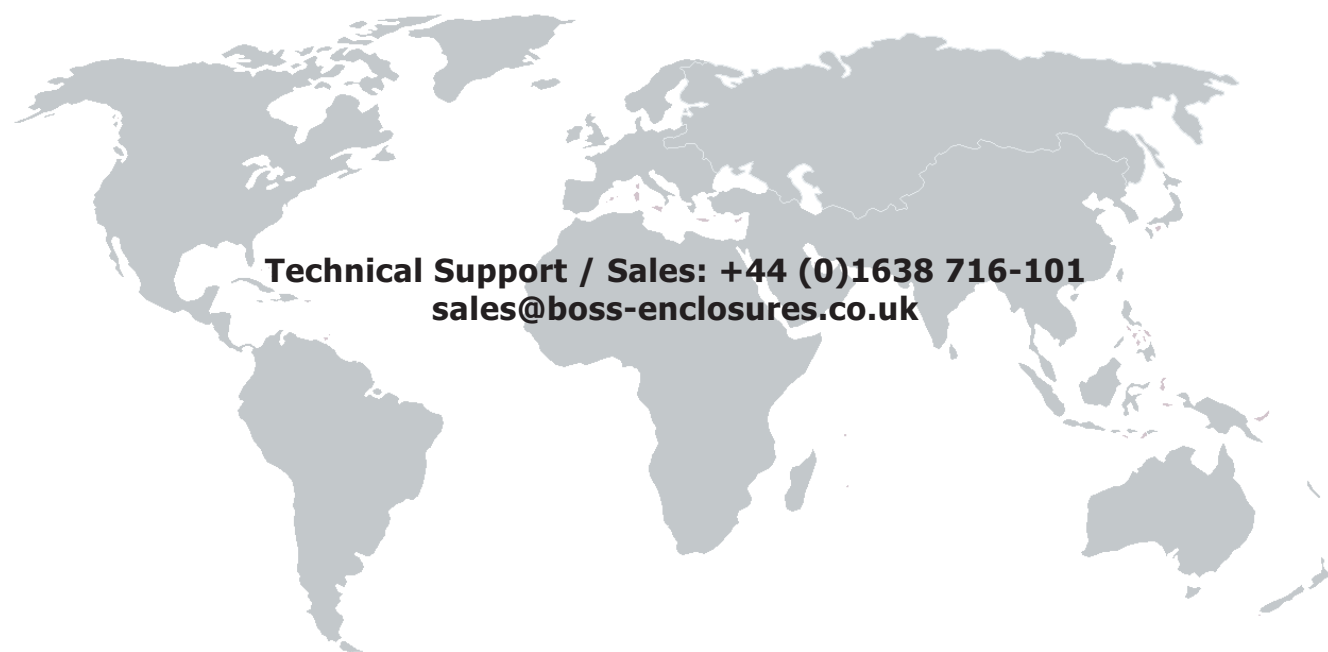 Technical Support / Sales: +44 (0)1638 716-101
sales@boss-enclosures.co.uk